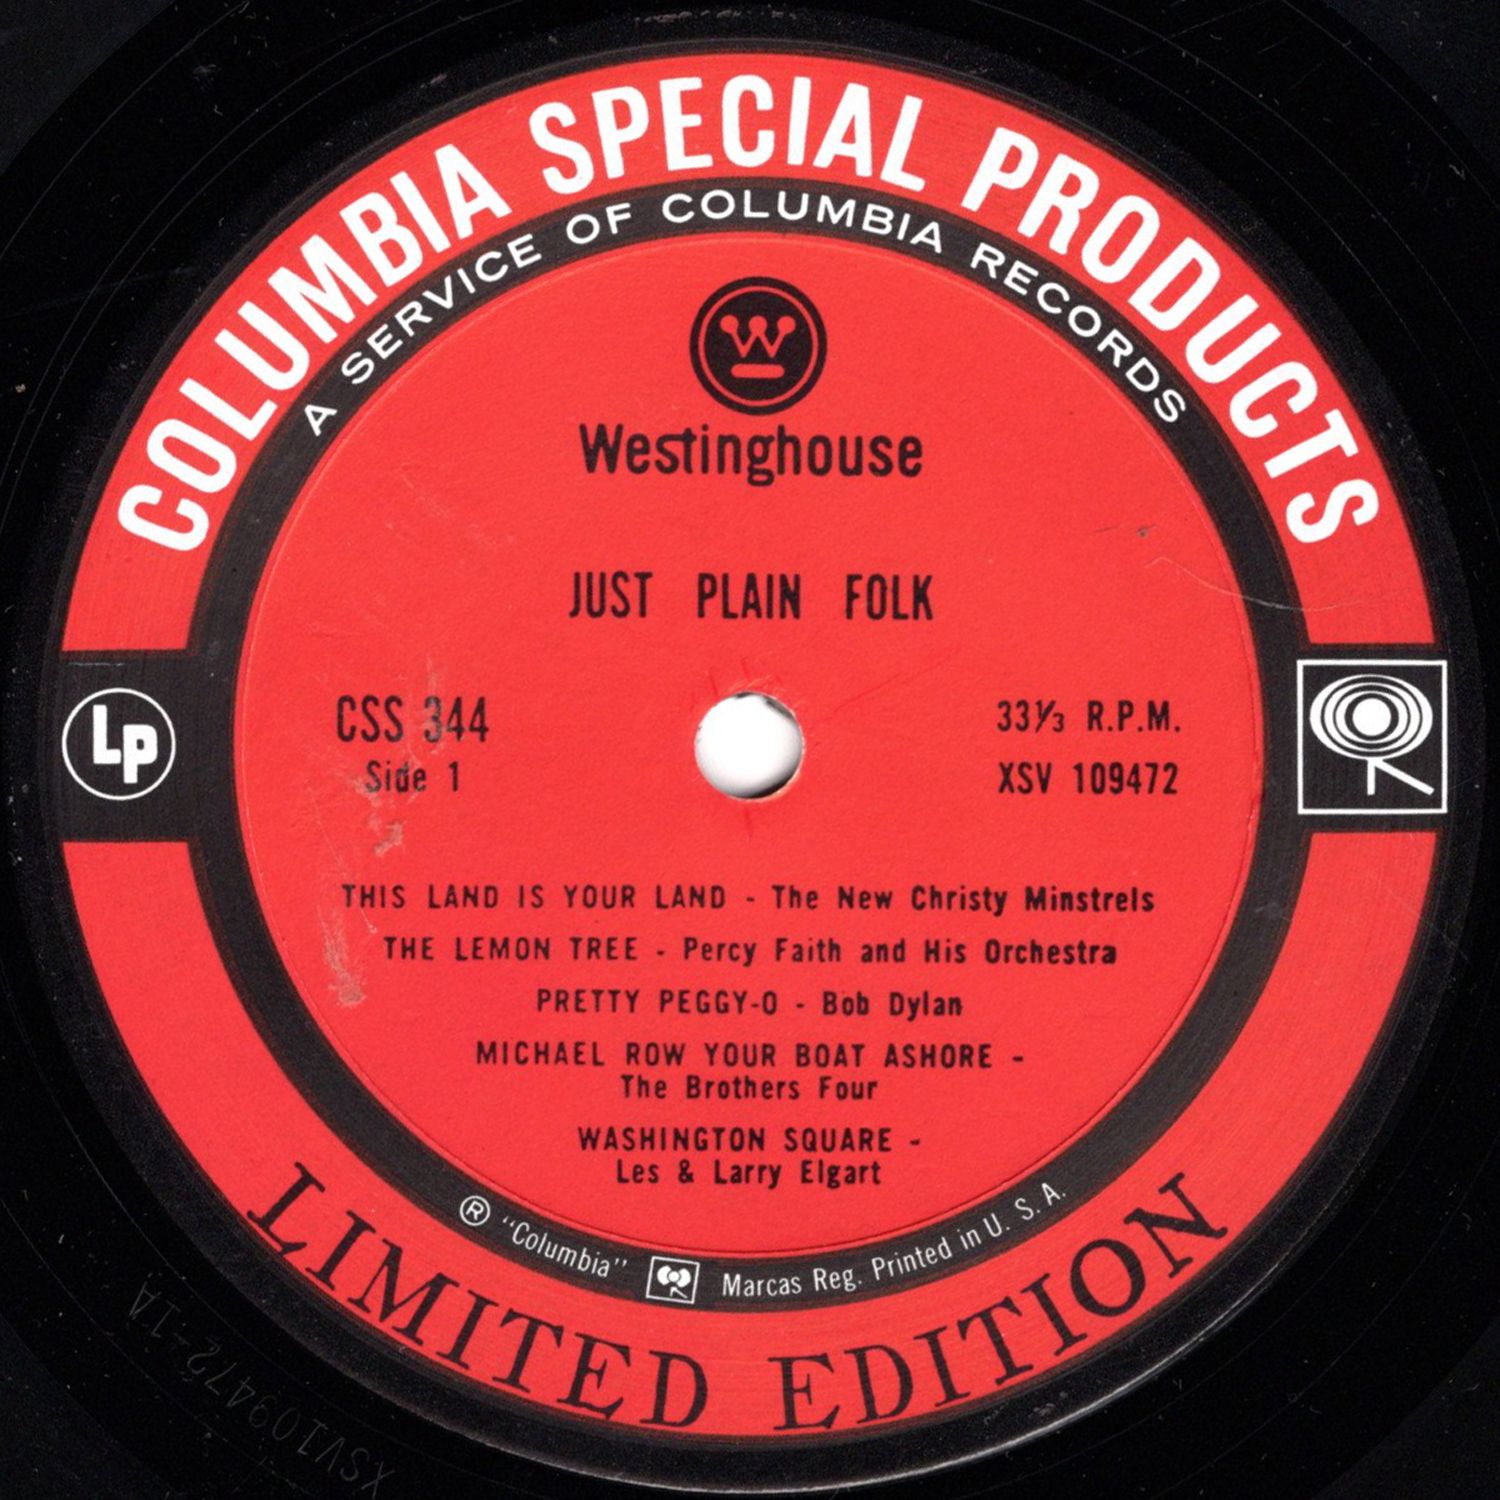 COLUMBIA SPECIAL PRODUCTS
A SERVICE OF COLUMBIA RECORDS
W
Westinghouse
JUST PLAIN FOLK
CSS 344
Side 1
33⅓ R.P.M.
XSV 109472
LP
THIS LAND IS YOUR LAND - The New Christy Minstrels
THE LEMON TREE - Percy Faith and His Orchestra
PRETTY PEGGY-O - Bob Dylan
MICHAEL ROW YOUR BOAT ASHORE -
The Brothers Four
WASHINGTON SQUARE -
Les & Larry Elgart
® "Columbia" Marcas Reg. Printed in U. S. A.
LIMITED EDITION
XSV109472-1A